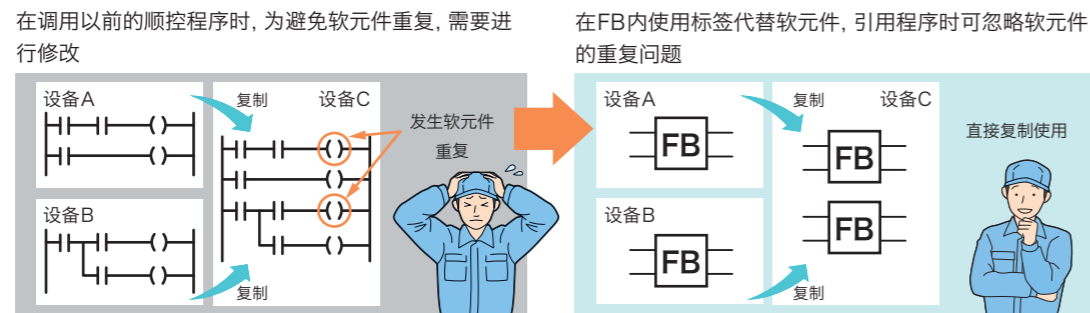 在调用以前的顺控程序时, 为避免软元件重复, 需要进
行修改
设备A
复制
设备C
设备B
复制
发生软元件
重复
在FB内使用标签代替软元件, 引用程序时可忽略软元件
的重复问题
设备A
FB
复制
设备C
FB
FB
设备B
FB
复制
直接复制使用